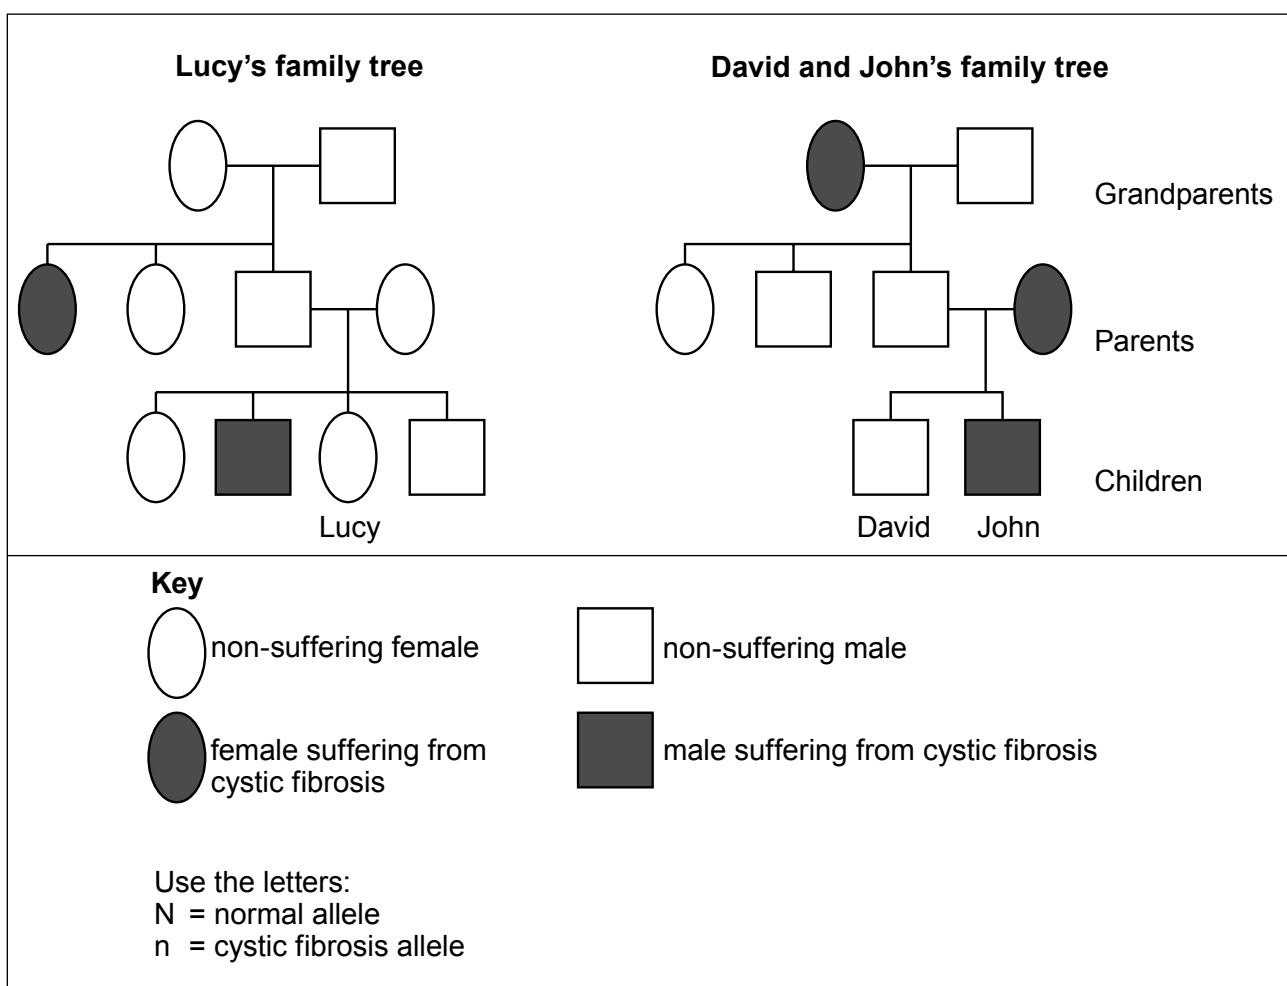 Lucy’s family tree
David and John’s family tree
Grandparents
Parents
Children
Lucy
David
John
Key
non-suffering female
non-suffering male
female suffering from
cystic fibrosis
male suffering from cystic fibrosis
Use the letters:
N = normal allele
n = cystic fibrosis allele